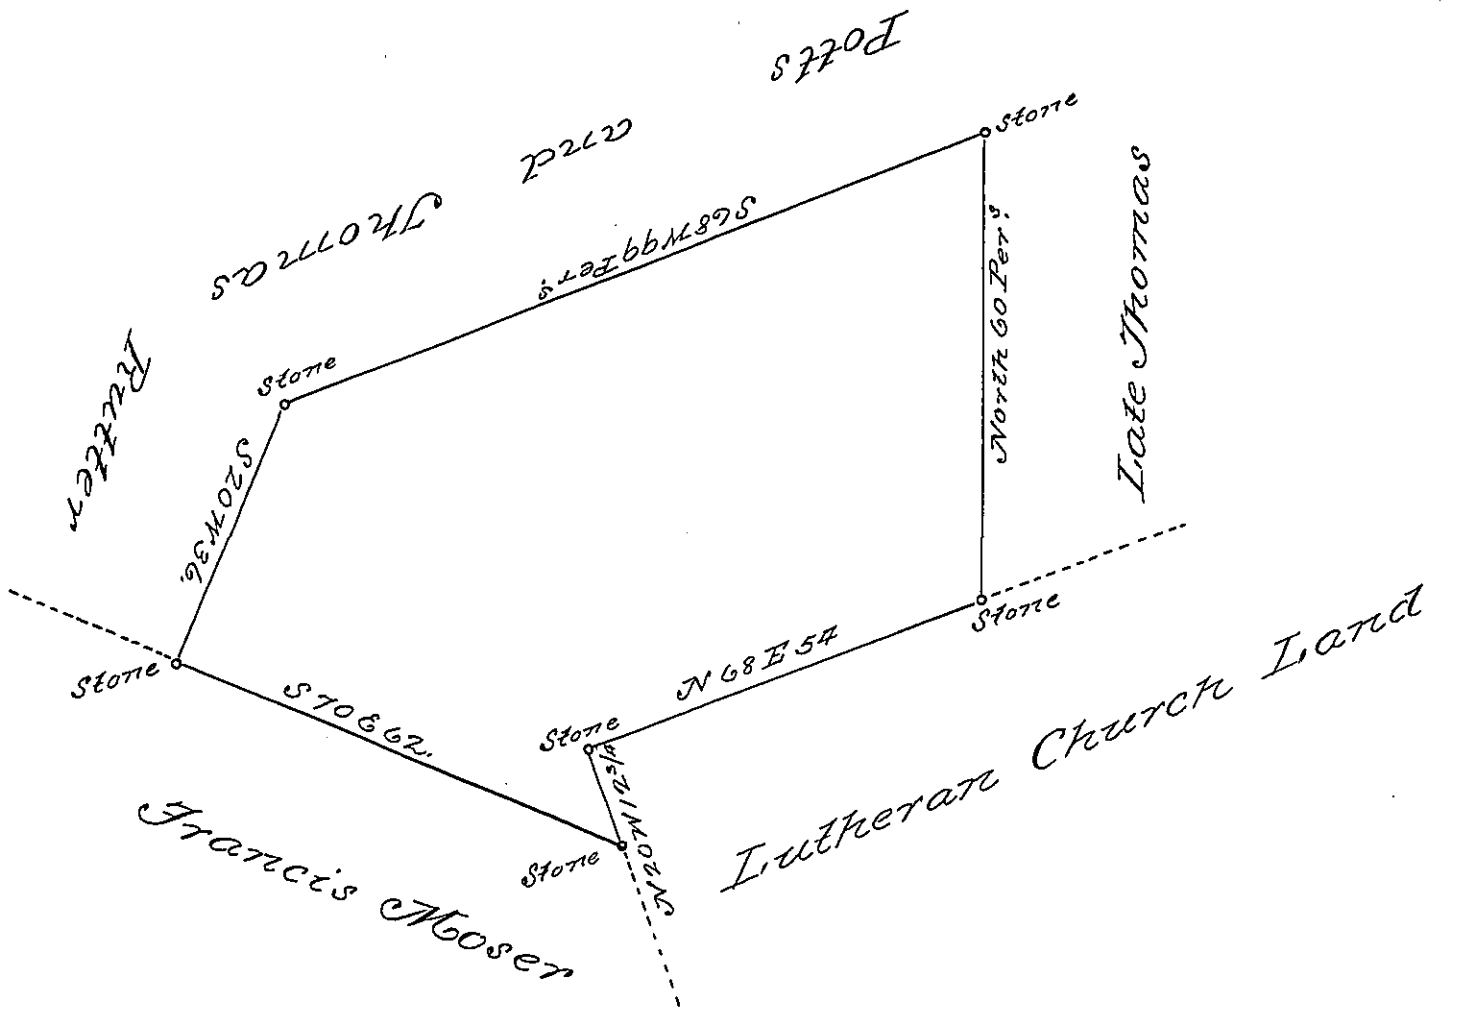 Late Thomas
Rutter
Thomas
and
Potts
Stone
S 68 W 99 Per.s
Stone
North 60 Per.s
S 20 W 36.
Stone
S 70 E 62.
Stone
N 20 W 12 3/4
Stone
N 68 E 54
Stone
Lutheran Church Land
Francis Moser